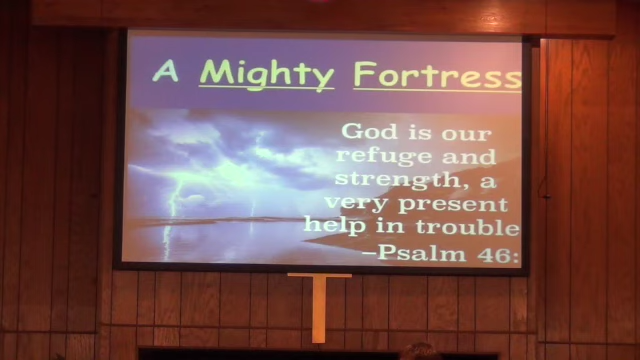 A Mighty Fortress
God is our
refuge and
strength, a
very present
help in trouble
–Psalm 46: